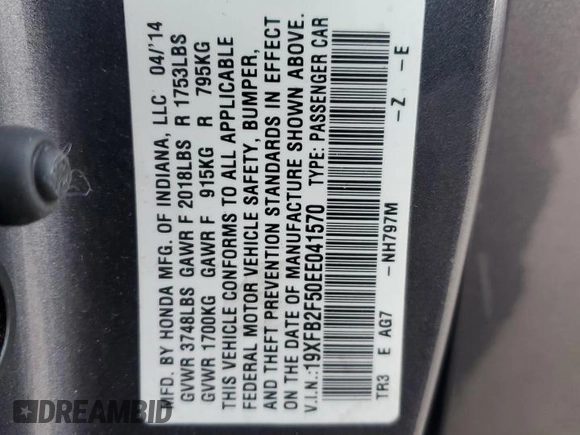 MFD. BY HONDA MFG. OF INDIANA, LLC 04/'14
GVWR 3748LBS GAWR F 2018LBS R 1753LBS
GVWR 1700KG GAWR F 915KG R 795KG
THIS VEHICLE CONFORMS TO ALL APPLICABLE
FEDERAL MOTOR VEHICLE SAFETY, BUMPER,
AND THEFT PREVENTION STANDARDS IN EFFECT
ON THE DATE OF MANUFACTURE SHOWN ABOVE.
V.I.N.:19XFB2F50EE041570 TYPE: PASSENGER CAR
TR3 E AG7 -NH797M -Z -E
DREAMBID